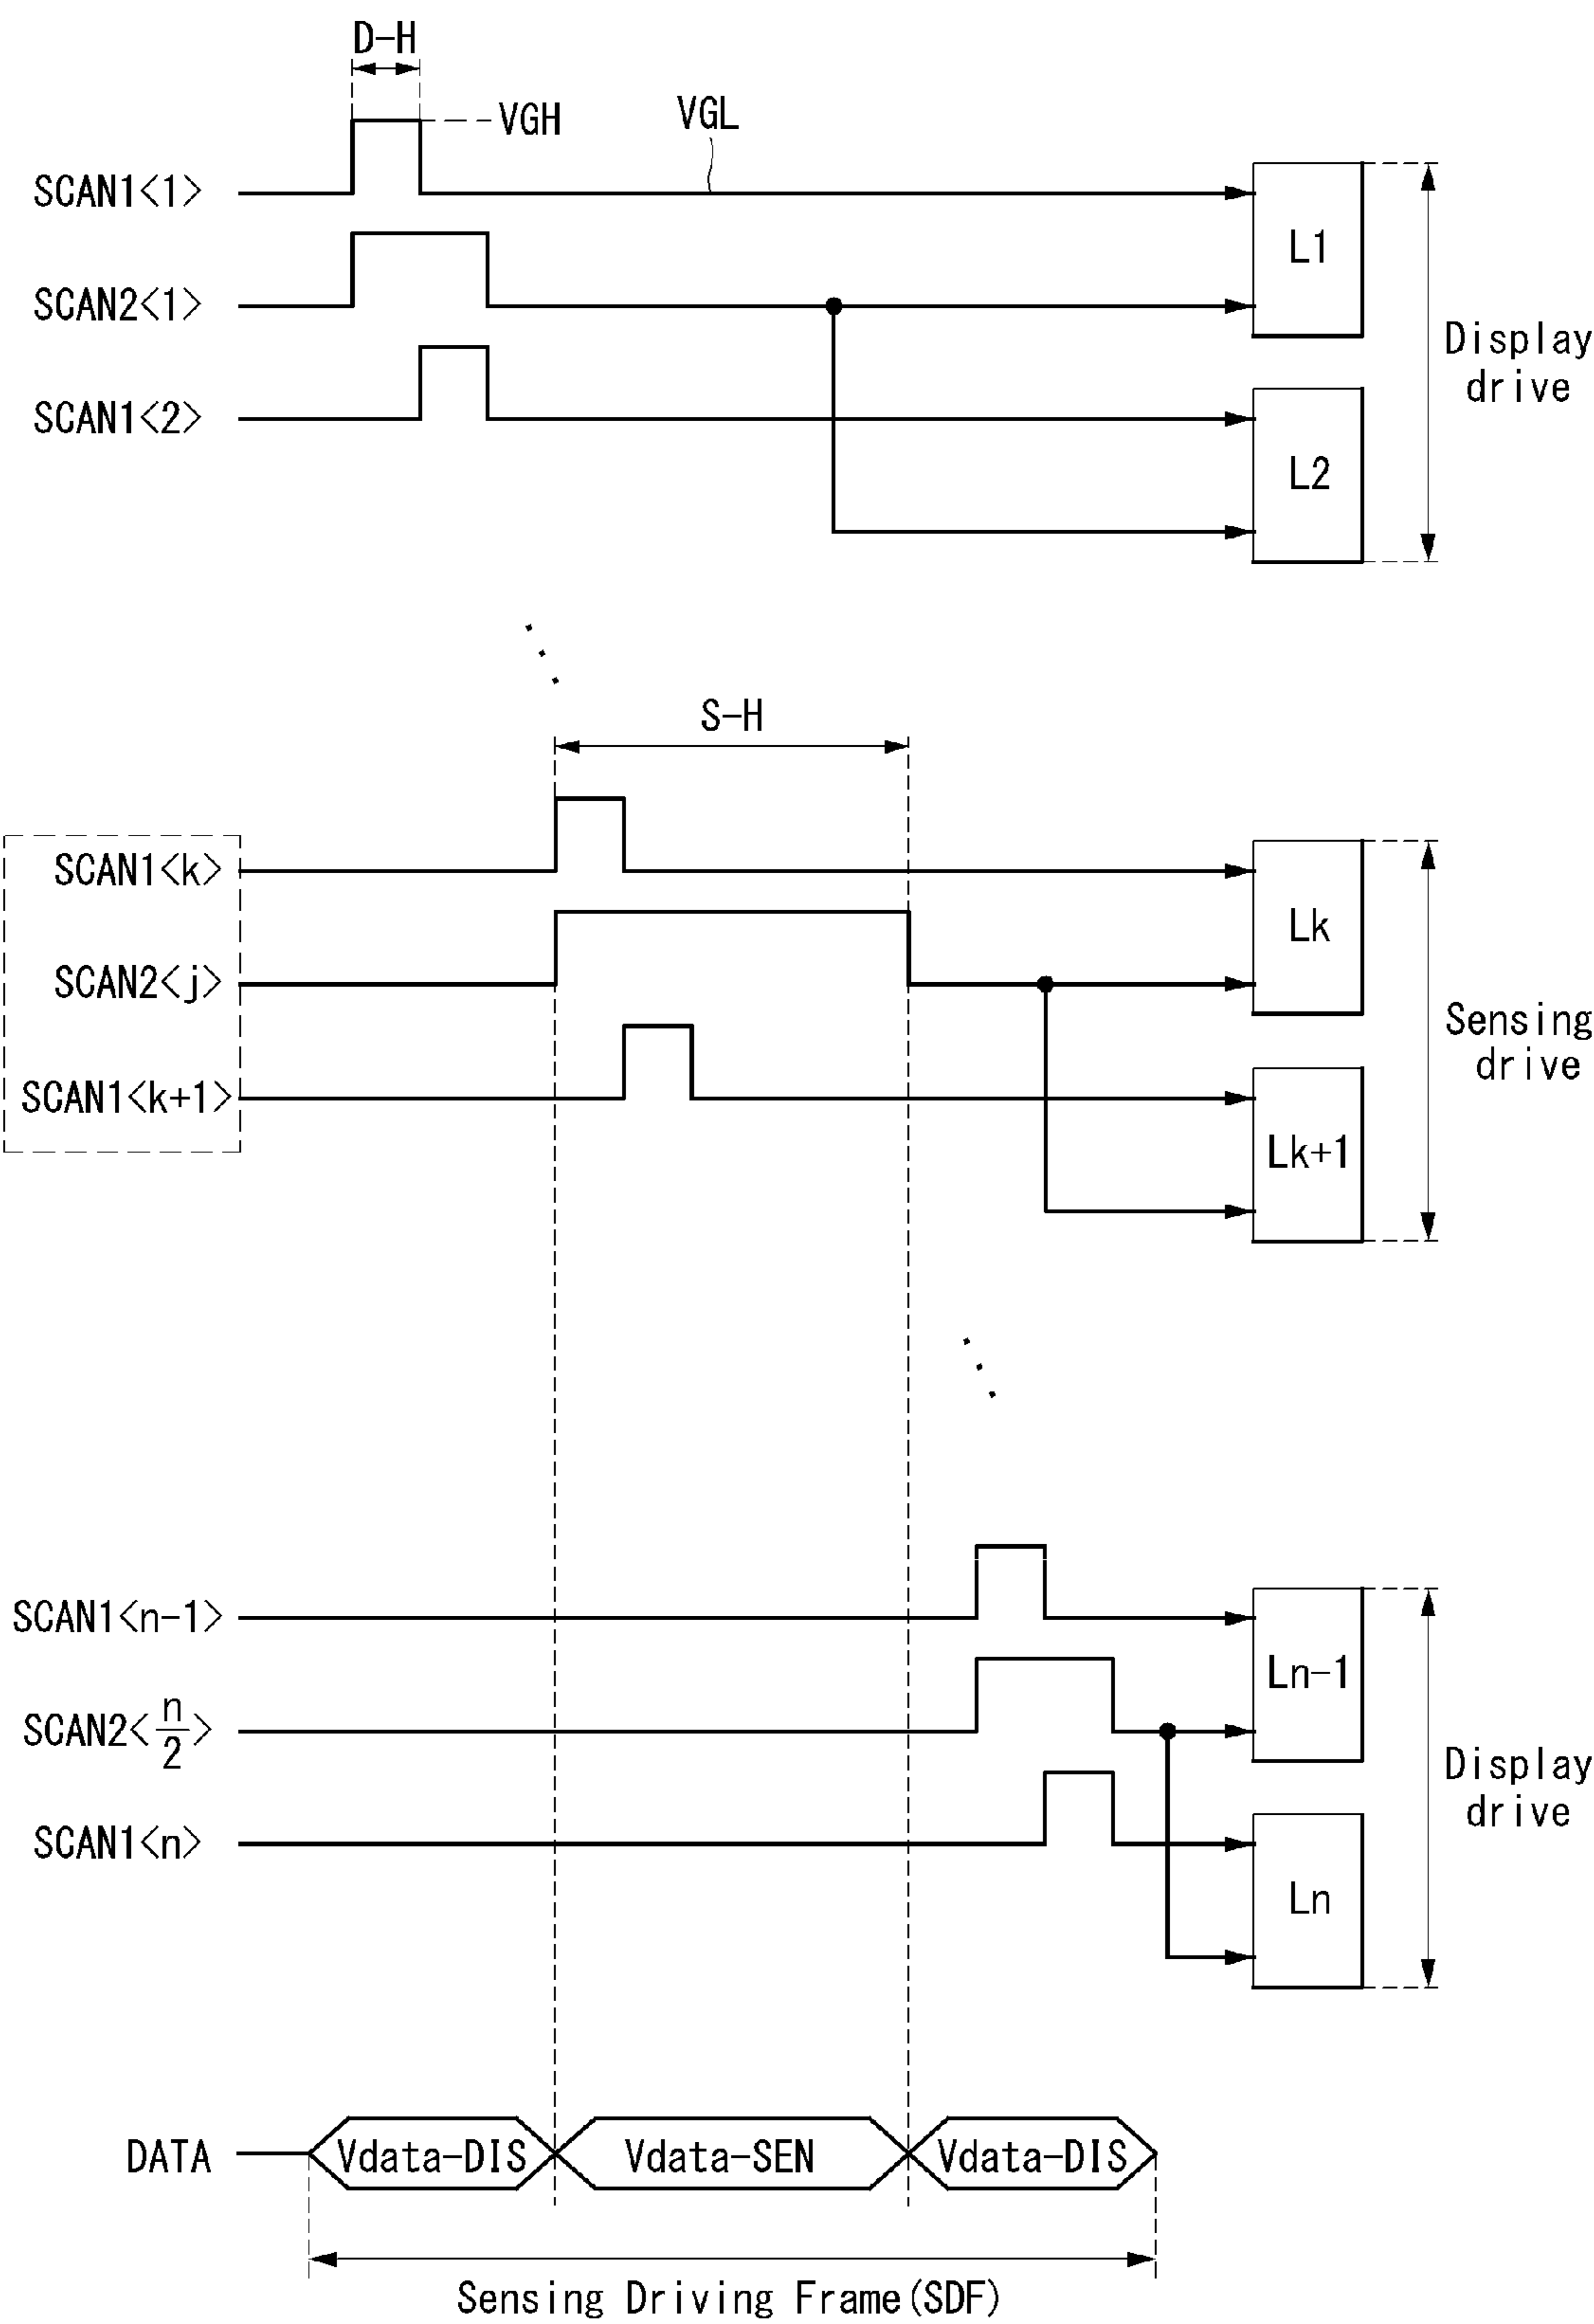 D-H
VGH
VGL
SCAN1<1>
L1
SCAN2<1>
Display
drive
SCAN1<2>
L2
S-H
SCAN1<k>
Lk
SCAN2<j>
Sensing
drive
SCAN1<k+1>
Lk+1
SCAN1<n-1>
Ln-1
SCAN2<n/2>
Display
drive
SCAN1<n>
Ln
DATA Vdata-DIS Vdata-SEN Vdata-DIS
Sensing Driving Frame(SDF)